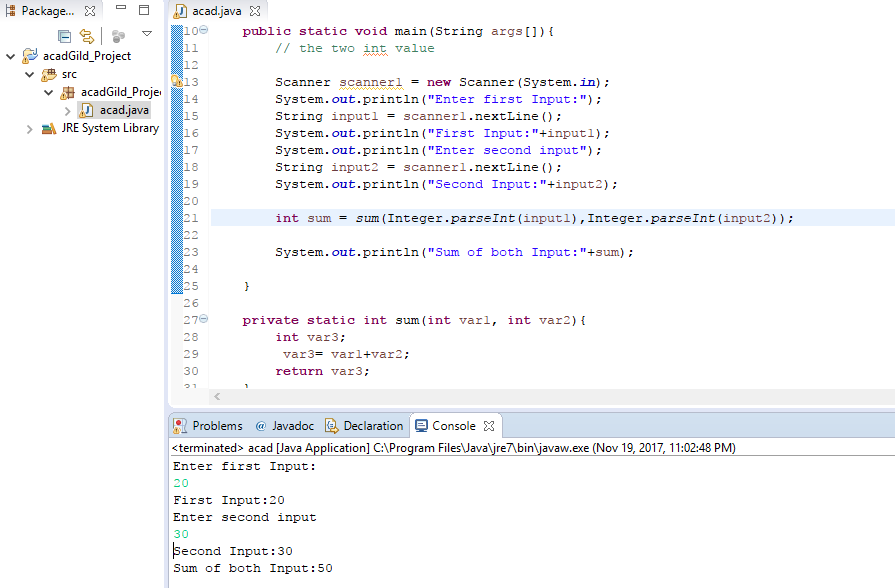 Package...
acadGild_Project
src
acadGild_Proje
acad.java
JRE System Library
acad.java
10 public static void main(String args[]){
11 // the two int value
12
13 Scanner scanner1 = new Scanner(System.in);
14 System.out.println("Enter first Input:");
15 String input1 = scanner1.nextLine();
16 System.out.println("First Input:"+input1);
17 System.out.println("Enter second input");
18 String input2 = scanner1.nextLine();
19 System.out.println("Second Input:"+input2);
20
21 int sum = sum(Integer.parseInt(input1),Integer.parseInt(input2));
22
23 System.out.println("Sum of both Input:"+sum);
24
25 }
26
27 private static int sum(int var1, int var2){
28 int var3;
29 var3= var1+var2;
30 return var3;
31 }
Problems @ Javadoc Declaration Console
<terminated> acad [Java Application] C:\Program Files\Java\jre7\bin\javaw.exe (Nov 19, 2017, 11:02:48 PM)
Enter first Input:
20
First Input:20
Enter second input
30
Second Input:30
Sum of both Input:50